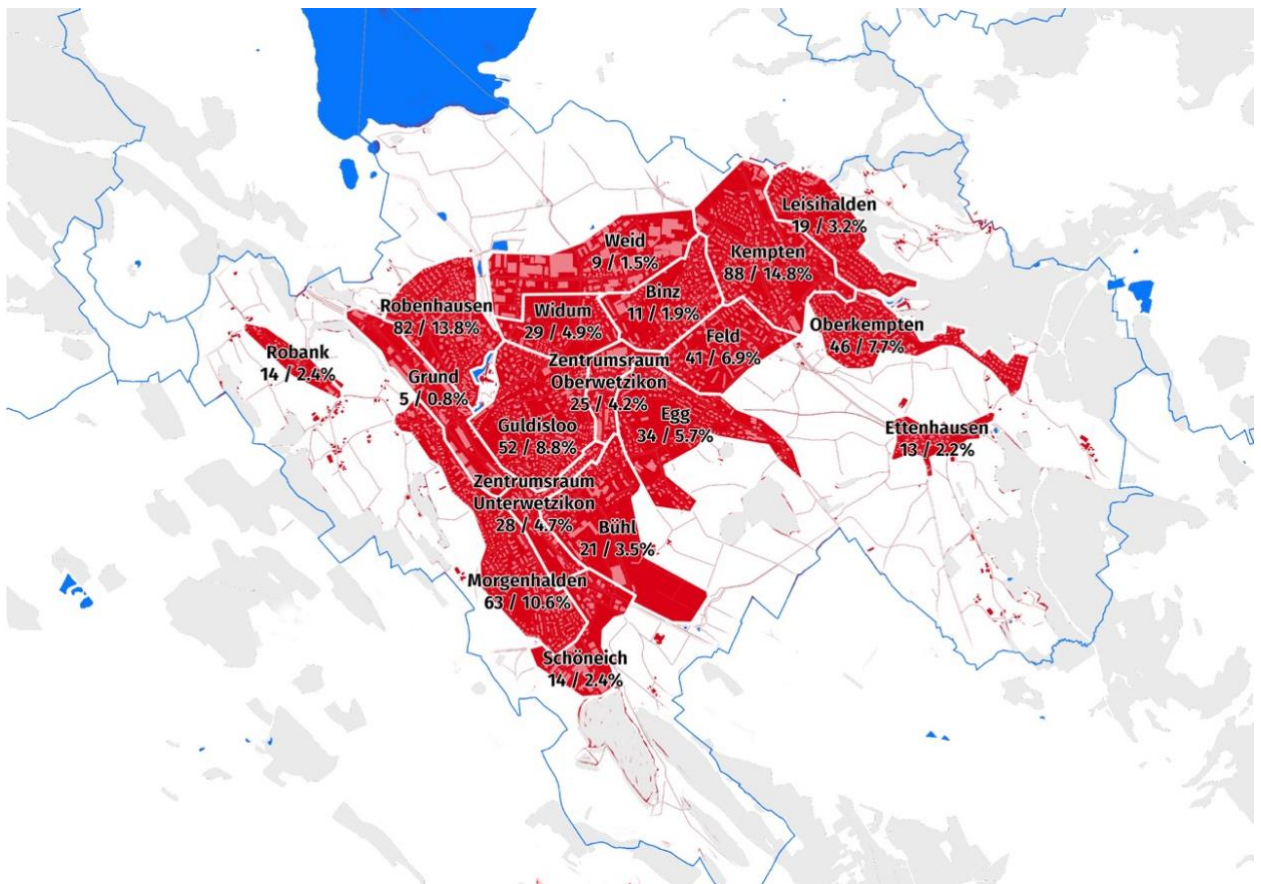 Leisihalden
19 / 3.2%
Weid
9 / 1.5%
Kempten
88 / 14.8%
Binz
11 / 1.9%
Robenhausen
82 / 13.8%
Widum
29 / 4.9%
Feld
41 / 6.9%
Oberkempten
46 / 7.7%
Robank
14 / 2.4%
Grund
5 / 0.8%
Zentrumsraum
Oberwetzikon
25 / 4.2%
Guldisloo
52 / 8.8%
Egg
34 / 5.7%
Ettenhausen
13 / 2.2%
Zentrumsraum
Unterwetzikon
28 / 4.7%
Bühl
21 / 3.5%
Morgenhalden
63 / 10.6%
Schöneich
14 / 2.4%